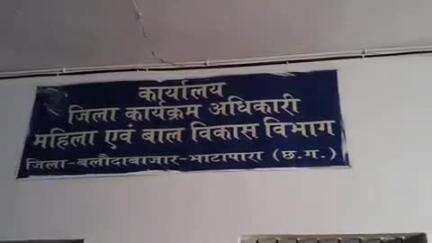 कार्यालय
जिला कार्यक्रम अधिकारी
महिला एवं बाल विकास विभाग
जिला-बलौदाबाजार-भाटापारा (छ.ग.)